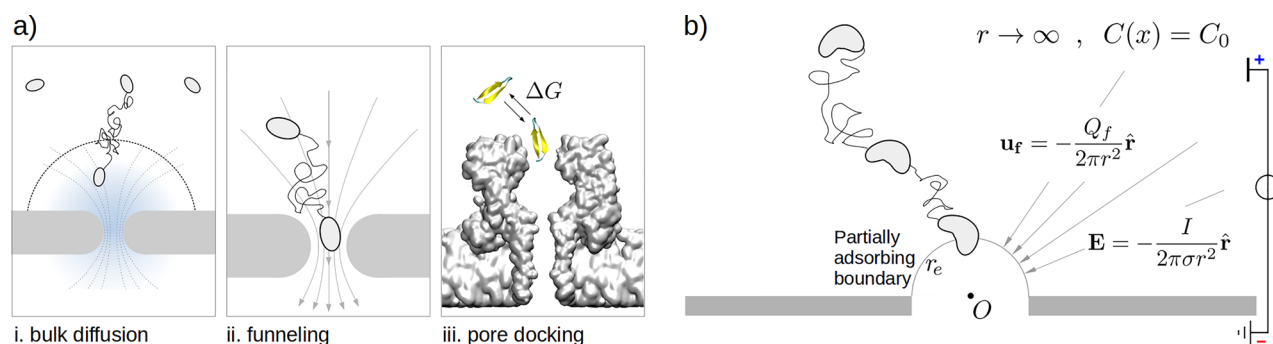 a)
ΔG
i. bulk diffusion
ii. funneling
iii. pore docking
b)
r → ∞ , C(x) = C₀
+
u_f = −Q_f/(2πr²) r̂
E = −I/(2πσr²) r̂
Partially
adsorbing
boundary
r_e
O
−